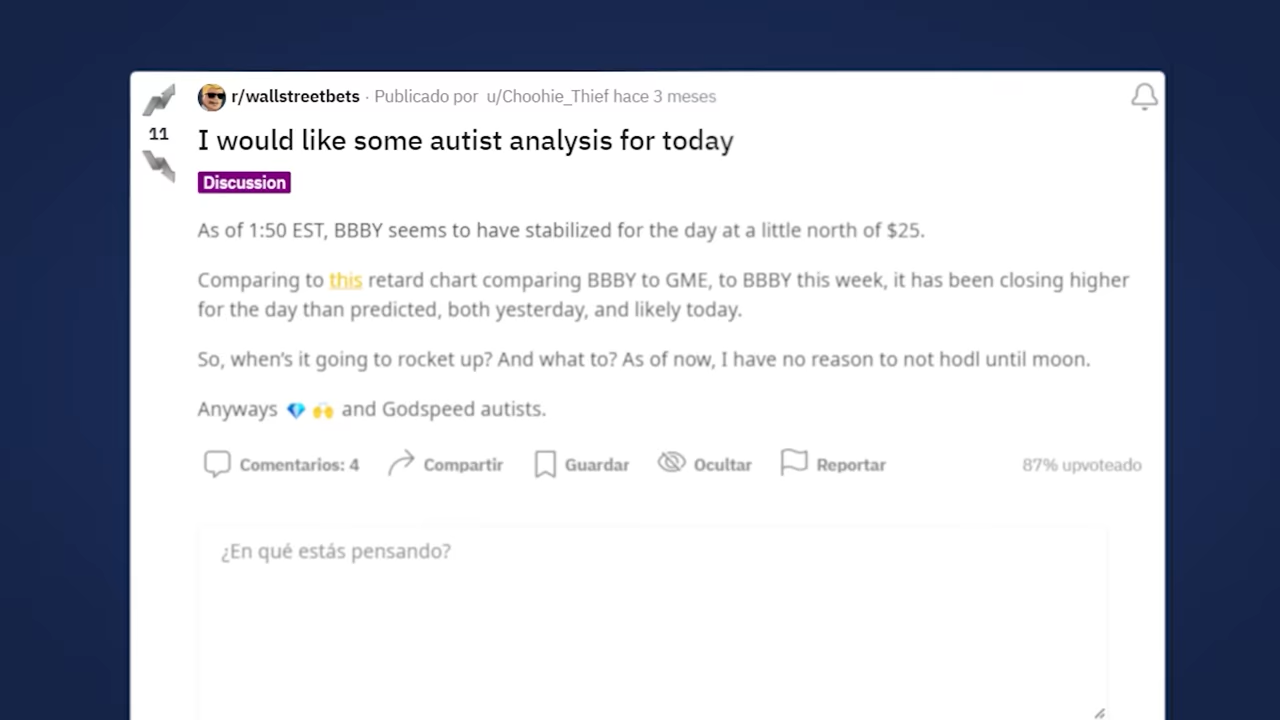 r/wallstreetbets · Publicado por u/Choohie_Thief hace 3 meses
11
I would like some autist analysis for today
Discussion
As of 1:50 EST, BBBY seems to have stabilized for the day at a little north of $25.
Comparing to this retard chart comparing BBBY to GME, to BBBY this week, it has been closing higher
for the day than predicted, both yesterday, and likely today.
So, when's it going to rocket up? And what to? As of now, I have no reason to not hodl until moon.
Anyways 💎 🙌 and Godspeed autists.
Comentarios: 4 Compartir Guardar Ocultar Reportar 87% upvoteado
¿En qué estás pensando?